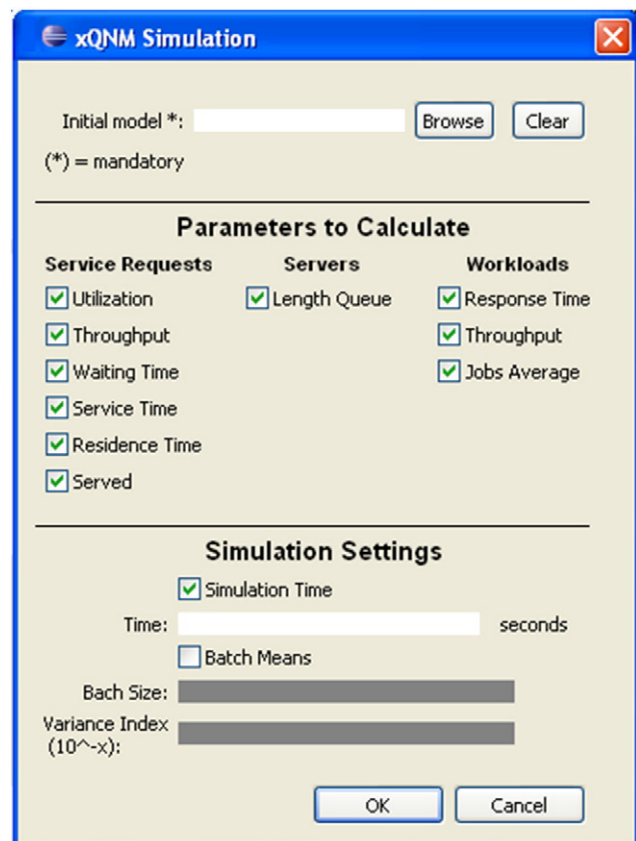 xQNM Simulation
Initial model *:
Browse
Clear
(*) = mandatory
Parameters to Calculate
Service Requests
Servers
Workloads
Utilization
Length Queue
Response Time
Throughput
Throughput
Waiting Time
Jobs Average
Service Time
Residence Time
Served
Simulation Settings
Simulation Time
Time:
seconds
Batch Means
Bach Size:
Variance Index
(10^-x):
OK
Cancel